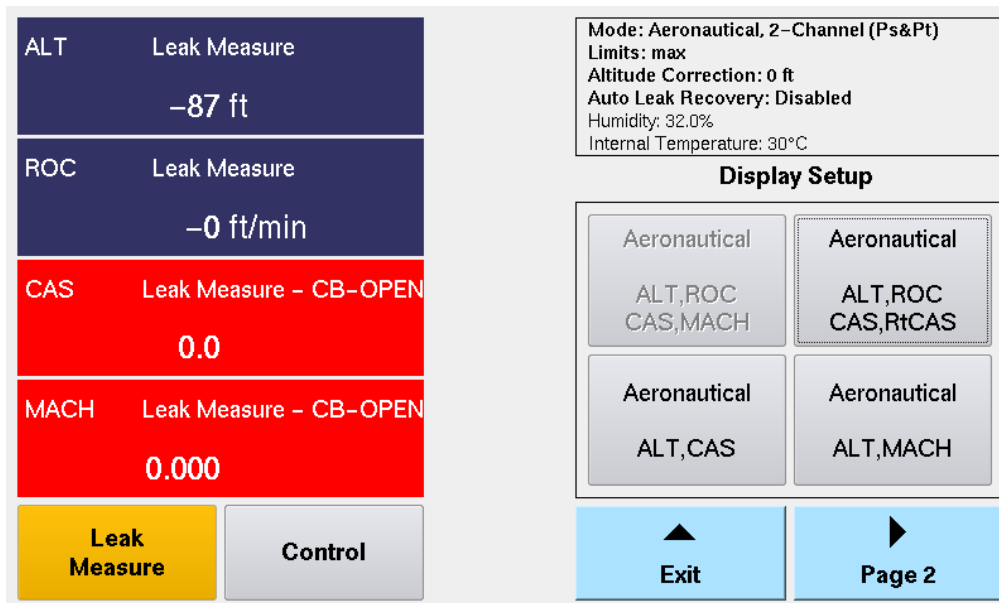 ALT Leak Measure
–87 ft
ROC Leak Measure
–0 ft/min
CAS Leak Measure – CB–OPEN
0.0
MACH Leak Measure – CB–OPEN
0.000
Leak
Measure
Control
Mode: Aeronautical, 2–Channel (Ps&Pt)
Limits: max
Altitude Correction: 0 ft
Auto Leak Recovery: Disabled
Humidity: 32.0%
Internal Temperature: 30°C
Display Setup
Aeronautical
ALT,ROC
CAS,MACH
Aeronautical
ALT,ROC
CAS,RtCAS
Aeronautical
ALT,CAS
Aeronautical
ALT,MACH
Exit
Page 2